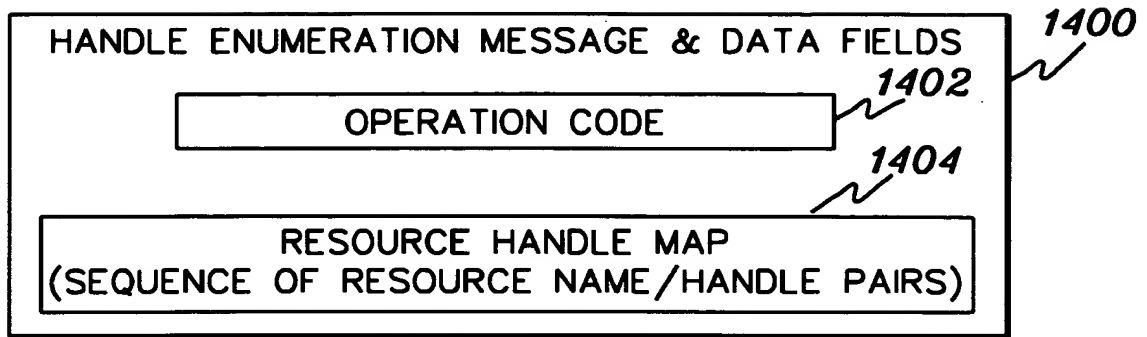 1400
HANDLE ENUMERATION MESSAGE & DATA FIELDS
1402
OPERATION CODE
1404
RESOURCE HANDLE MAP
(SEQUENCE OF RESOURCE NAME/HANDLE PAIRS)